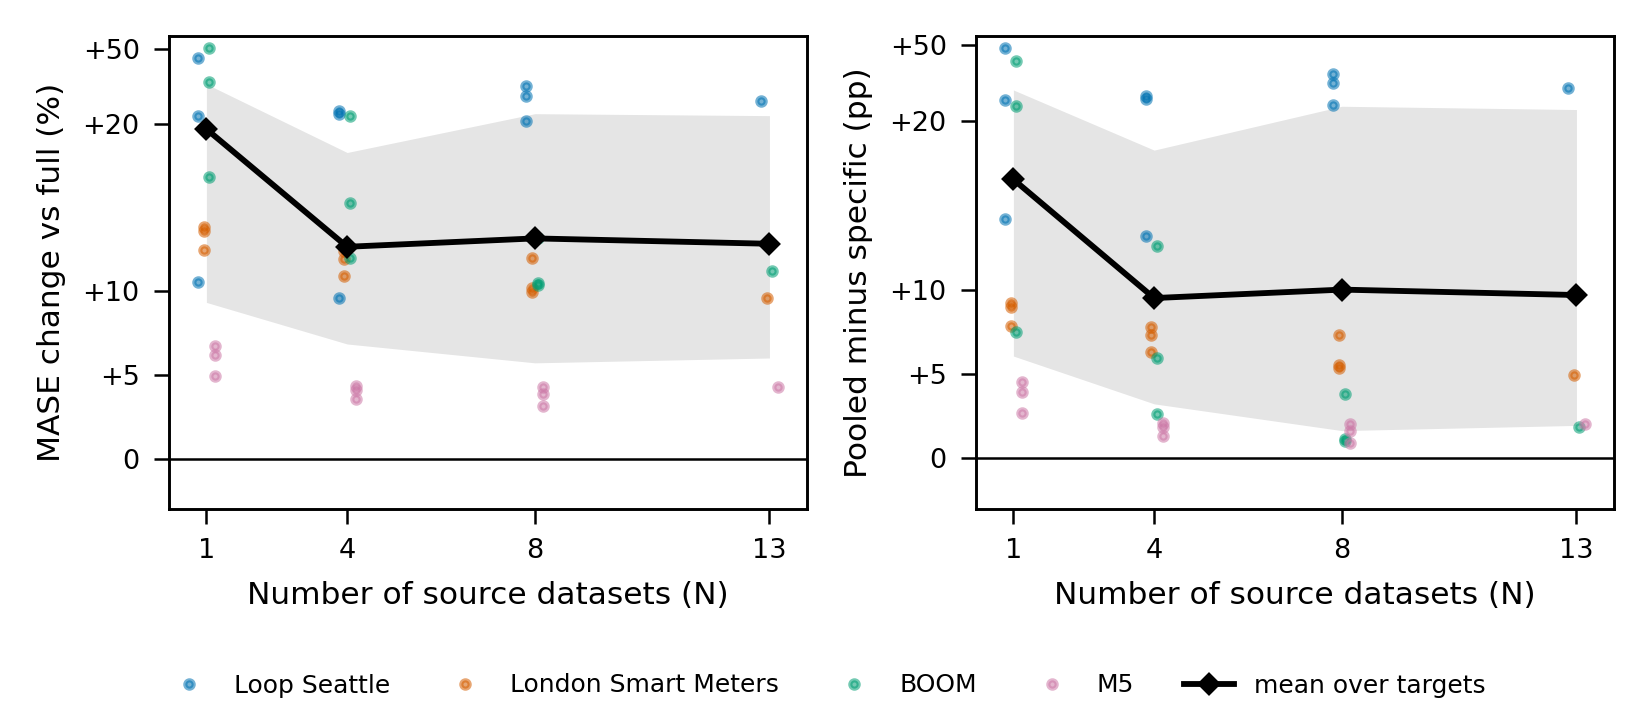 MASE change vs full (%)
+50
+20
+10
+5
0
1 4 8 13
Number of source datasets (N)
Pooled minus specific (pp)
+50
+20
+10
+5
0
1 4 8 13
Number of source datasets (N)
Loop Seattle London Smart Meters BOOM M5 mean over targets